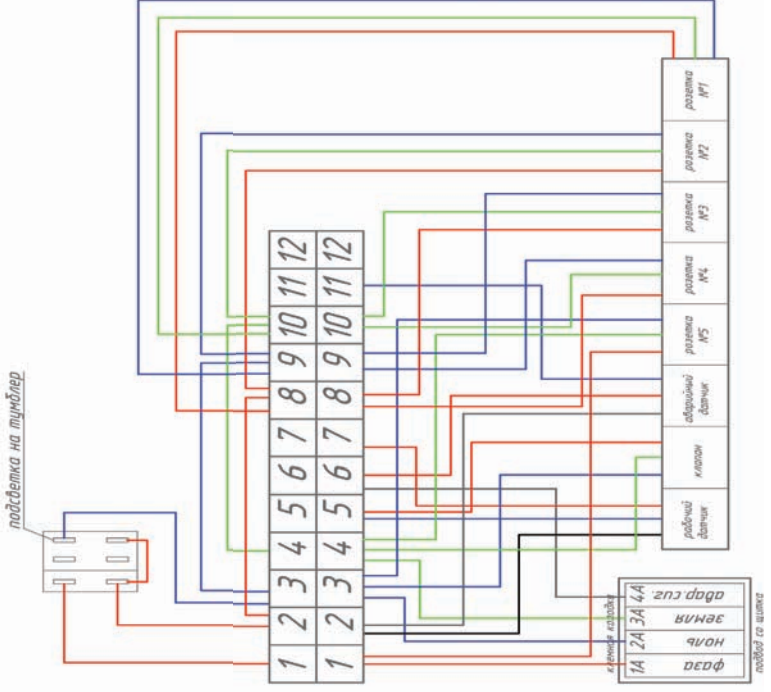 подсветка на тумблер
1 2 3 4 5 6 7 8 9 10 11 12
1 2 3 4 5 6 7 8 9 10 11 12
розетка
№1
розетка
№2
розетка
№3
розетка
№4
розетка
№5
аварийный
датчик
клапан
рабочий
датчик
клемная колодка
1А фаза
2А ноль
3А земля
4А авар.сиг.
подвод со щитка